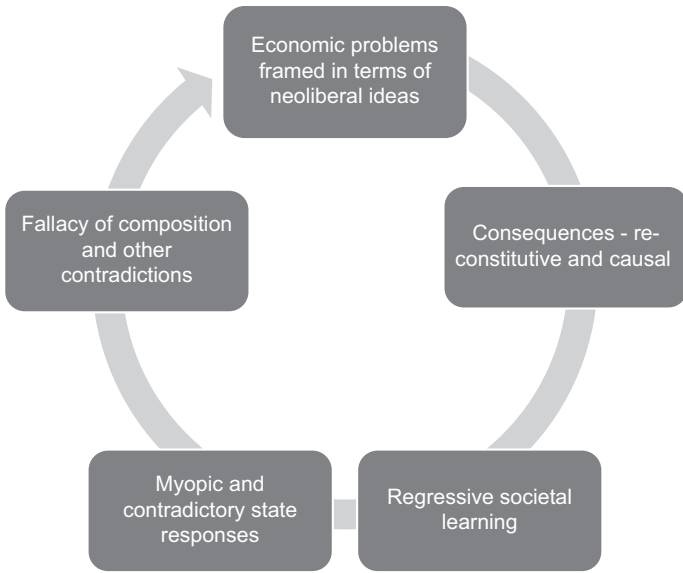 Economic problems
framed in terms of
neoliberal ideas
Consequences - re-
constitutive and causal
Regressive societal
learning
Myopic and
contradictory state
responses
Fallacy of composition
and other
contradictions